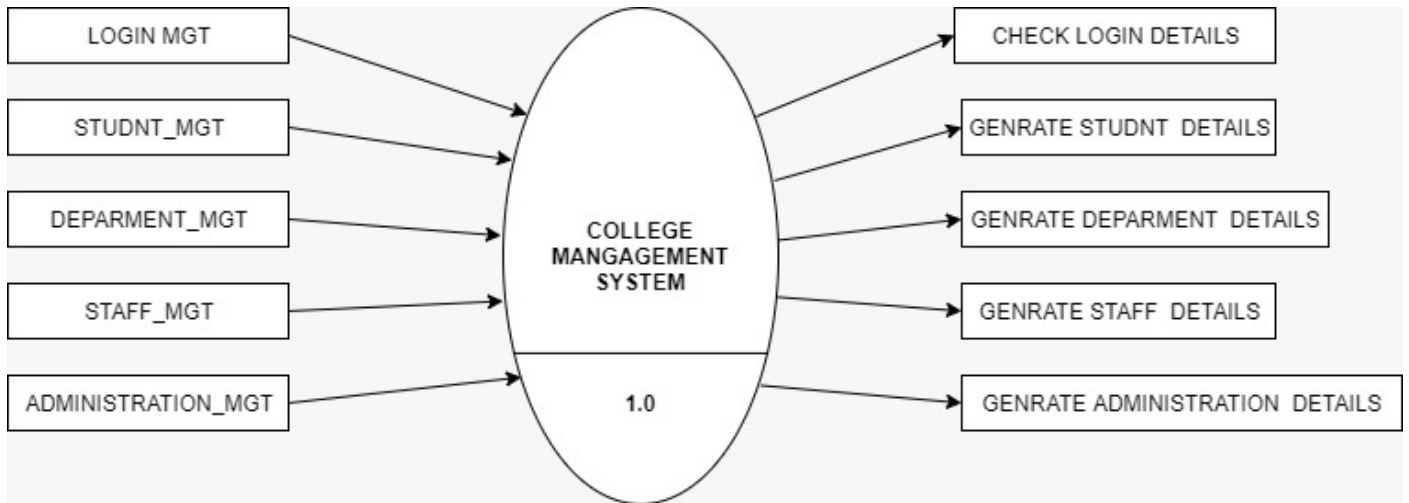 LOGIN MGT
STUDNT_MGT
DEPARMENT_MGT
STAFF_MGT
ADMINISTRATION_MGT
COLLEGE
MANGAGEMENT
SYSTEM
1.0
CHECK LOGIN DETAILS
GENRATE STUDNT  DETAILS
GENRATE DEPARMENT  DETAILS
GENRATE STAFF  DETAILS
GENRATE ADMINISTRATION  DETAILS